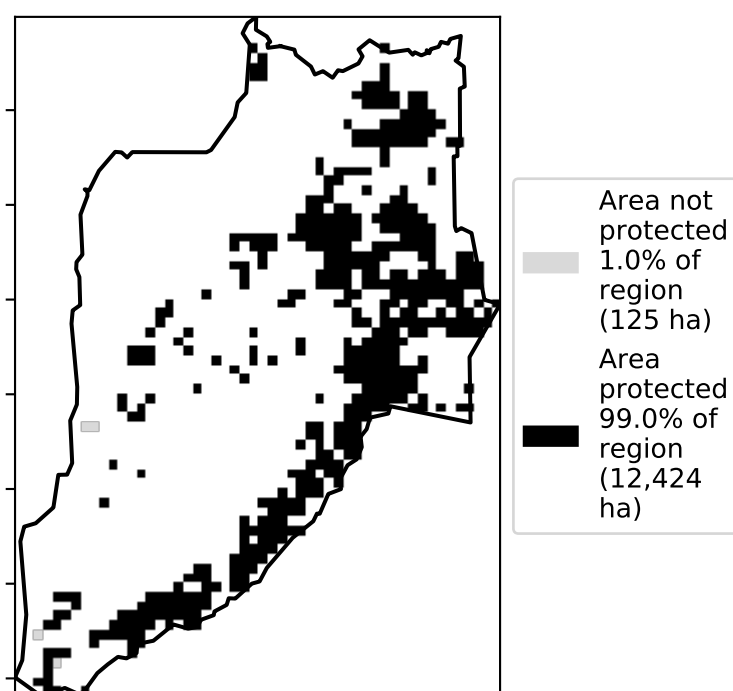 Area not
protected
1.0% of
region
(125 ha)
Area
protected
99.0% of
region
(12,424
ha)